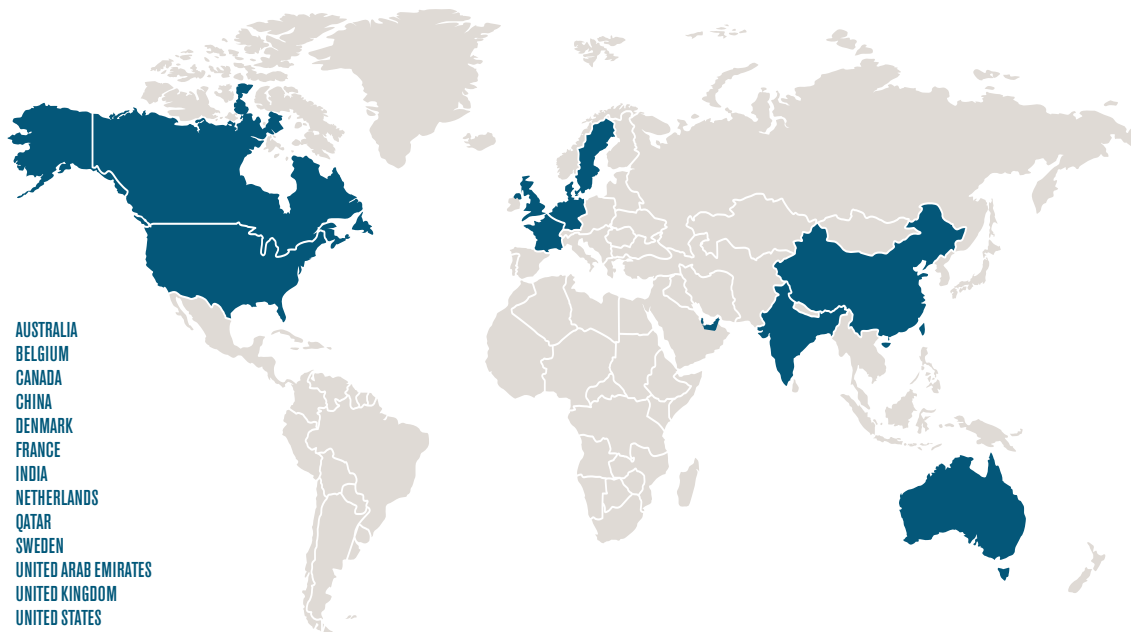 AUSTRALIA
BELGIUM
CANADA
CHINA
DENMARK
FRANCE
INDIA
NETHERLANDS
QATAR
SWEDEN
UNITED ARAB EMIRATES
UNITED KINGDOM
UNITED STATES